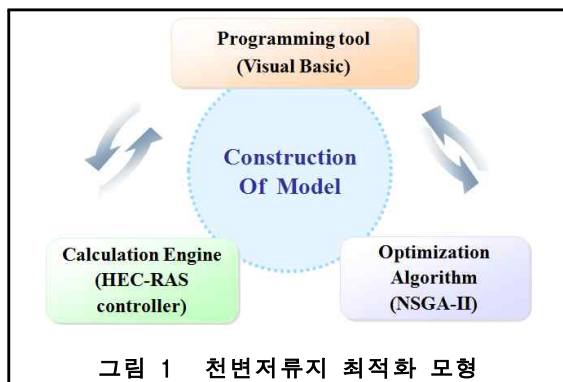 Programming tool
(Visual Basic)
Construction
Of Model
Calculation Engine
(HEC-RAS
controller)
Optimization
Algorithm
(NSGA-II)
그림 1 천변저류지 최적화 모형